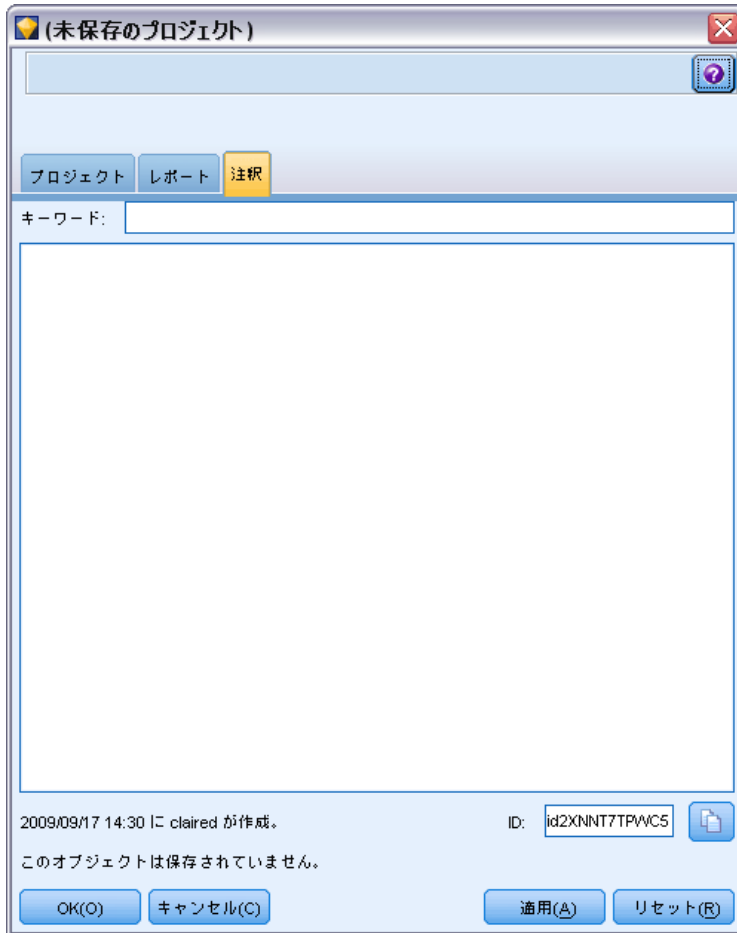 (未保存のプロジェクト)
プロジェクト レポート 注釈
キーワード:
2009/09/17 14:30 に claired が作成。 ID: id2XNNT7TPWC5
このオブジェクトは保存されていません。
OK(O) キャンセル(C) 適用(A) リセット(R)